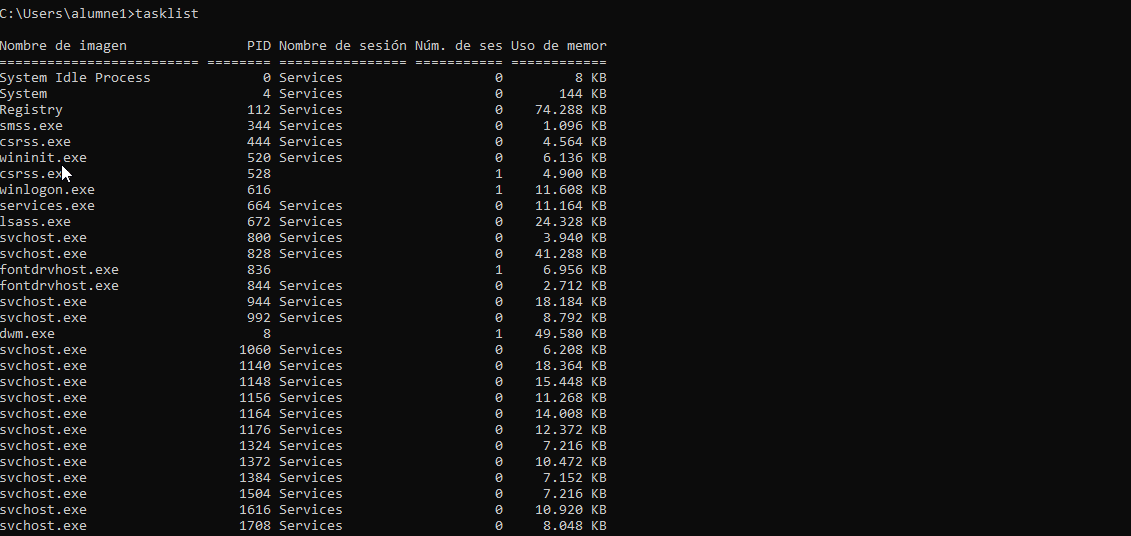 C:\Users\alumne1>tasklist
Nombre de imagen               PID Nombre de sesión Núm. de ses Uso de memor
========================= ======== ================ =========== ============
System Idle Process              0 Services                   0         8 KB
System                           4 Services                   0       144 KB
Registry                       112 Services                   0    74.288 KB
smss.exe                       344 Services                   0     1.096 KB
csrss.exe                      444 Services                   0     4.564 KB
wininit.exe                    520 Services                   0     6.136 KB
csrss.exe                      528                            1     4.900 KB
winlogon.exe                   616                            1    11.608 KB
services.exe                   664 Services                   0    11.164 KB
lsass.exe                      672 Services                   0    24.328 KB
svchost.exe                    800 Services                   0     3.940 KB
svchost.exe                    828 Services                   0    41.288 KB
fontdrvhost.exe                836                            1     6.956 KB
fontdrvhost.exe                844 Services                   0     2.712 KB
svchost.exe                    944 Services                   0    18.184 KB
svchost.exe                    992 Services                   0     8.792 KB
dwm.exe                          8                            1    49.580 KB
svchost.exe                   1060 Services                   0     6.208 KB
svchost.exe                   1140 Services                   0    18.364 KB
svchost.exe                   1148 Services                   0    15.448 KB
svchost.exe                   1156 Services                   0    11.268 KB
svchost.exe                   1164 Services                   0    14.008 KB
svchost.exe                   1176 Services                   0    12.372 KB
svchost.exe                   1324 Services                   0     7.216 KB
svchost.exe                   1372 Services                   0    10.472 KB
svchost.exe                   1384 Services                   0     7.152 KB
svchost.exe                   1504 Services                   0     7.216 KB
svchost.exe                   1616 Services                   0    10.920 KB
svchost.exe                   1708 Services                   0     8.048 KB